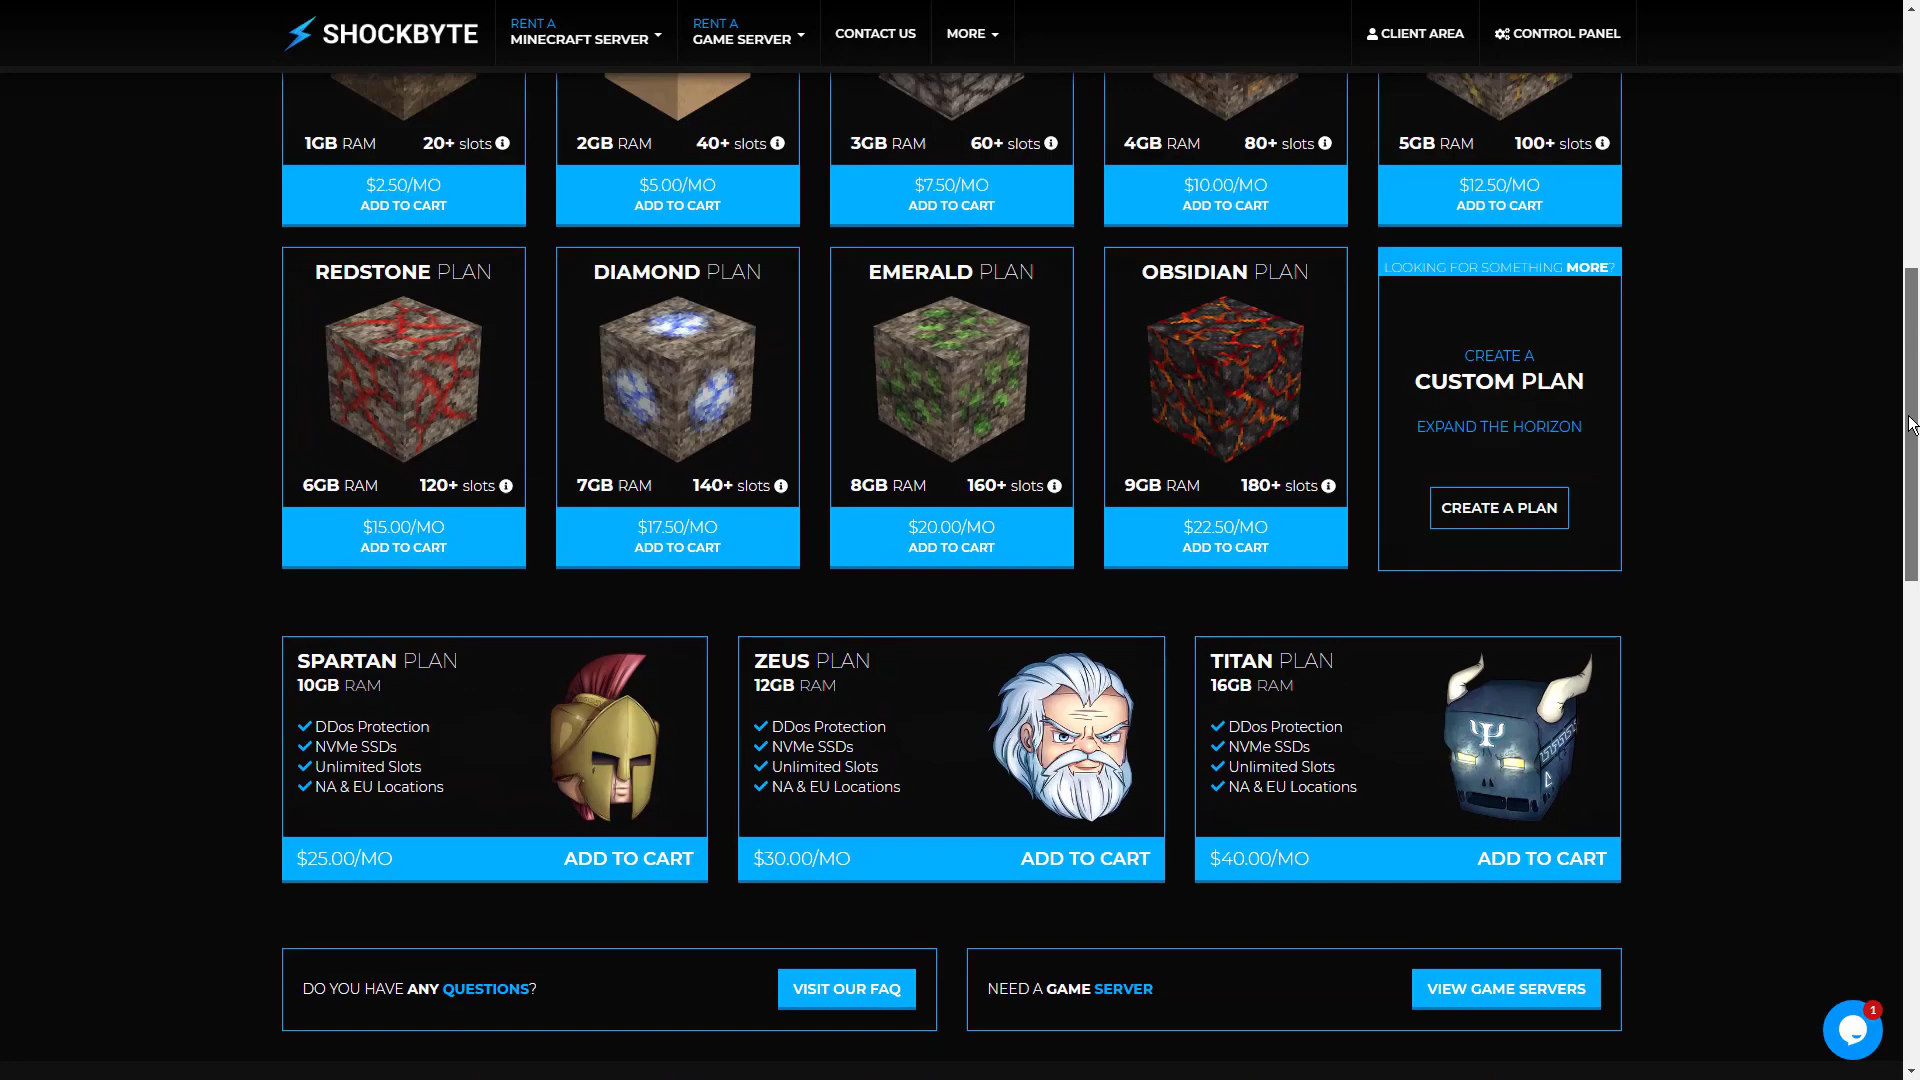 SHOCKBYTE
RENT A
MINECRAFT SERVER
RENT A
GAME SERVER
CONTACT US
MORE
CLIENT AREA
CONTROL PANEL
1GB RAM 20+ slots
2GB RAM 40+ slots
3GB RAM 60+ slots
4GB RAM 80+ slots
5GB RAM 100+ slots
$2.50/MO
ADD TO CART
$5.00/MO
ADD TO CART
$7.50/MO
ADD TO CART
$10.00/MO
ADD TO CART
$12.50/MO
ADD TO CART
REDSTONE PLAN
6GB RAM 120+ slots
$15.00/MO
ADD TO CART
DIAMOND PLAN
7GB RAM 140+ slots
$17.50/MO
ADD TO CART
EMERALD PLAN
8GB RAM 160+ slots
$20.00/MO
ADD TO CART
OBSIDIAN PLAN
9GB RAM 180+ slots
$22.50/MO
ADD TO CART
LOOKING FOR SOMETHING MORE?
CREATE A
CUSTOM PLAN
EXPAND THE HORIZON
CREATE A PLAN
SPARTAN PLAN
10GB RAM
DDos Protection
NVMe SSDs
Unlimited Slots
NA & EU Locations
$25.00/MO ADD TO CART
ZEUS PLAN
12GB RAM
DDos Protection
NVMe SSDs
Unlimited Slots
NA & EU Locations
$30.00/MO ADD TO CART
TITAN PLAN
16GB RAM
DDos Protection
NVMe SSDs
Unlimited Slots
NA & EU Locations
$40.00/MO ADD TO CART
DO YOU HAVE ANY QUESTIONS?
VISIT OUR FAQ
NEED A GAME SERVER
VIEW GAME SERVERS
1